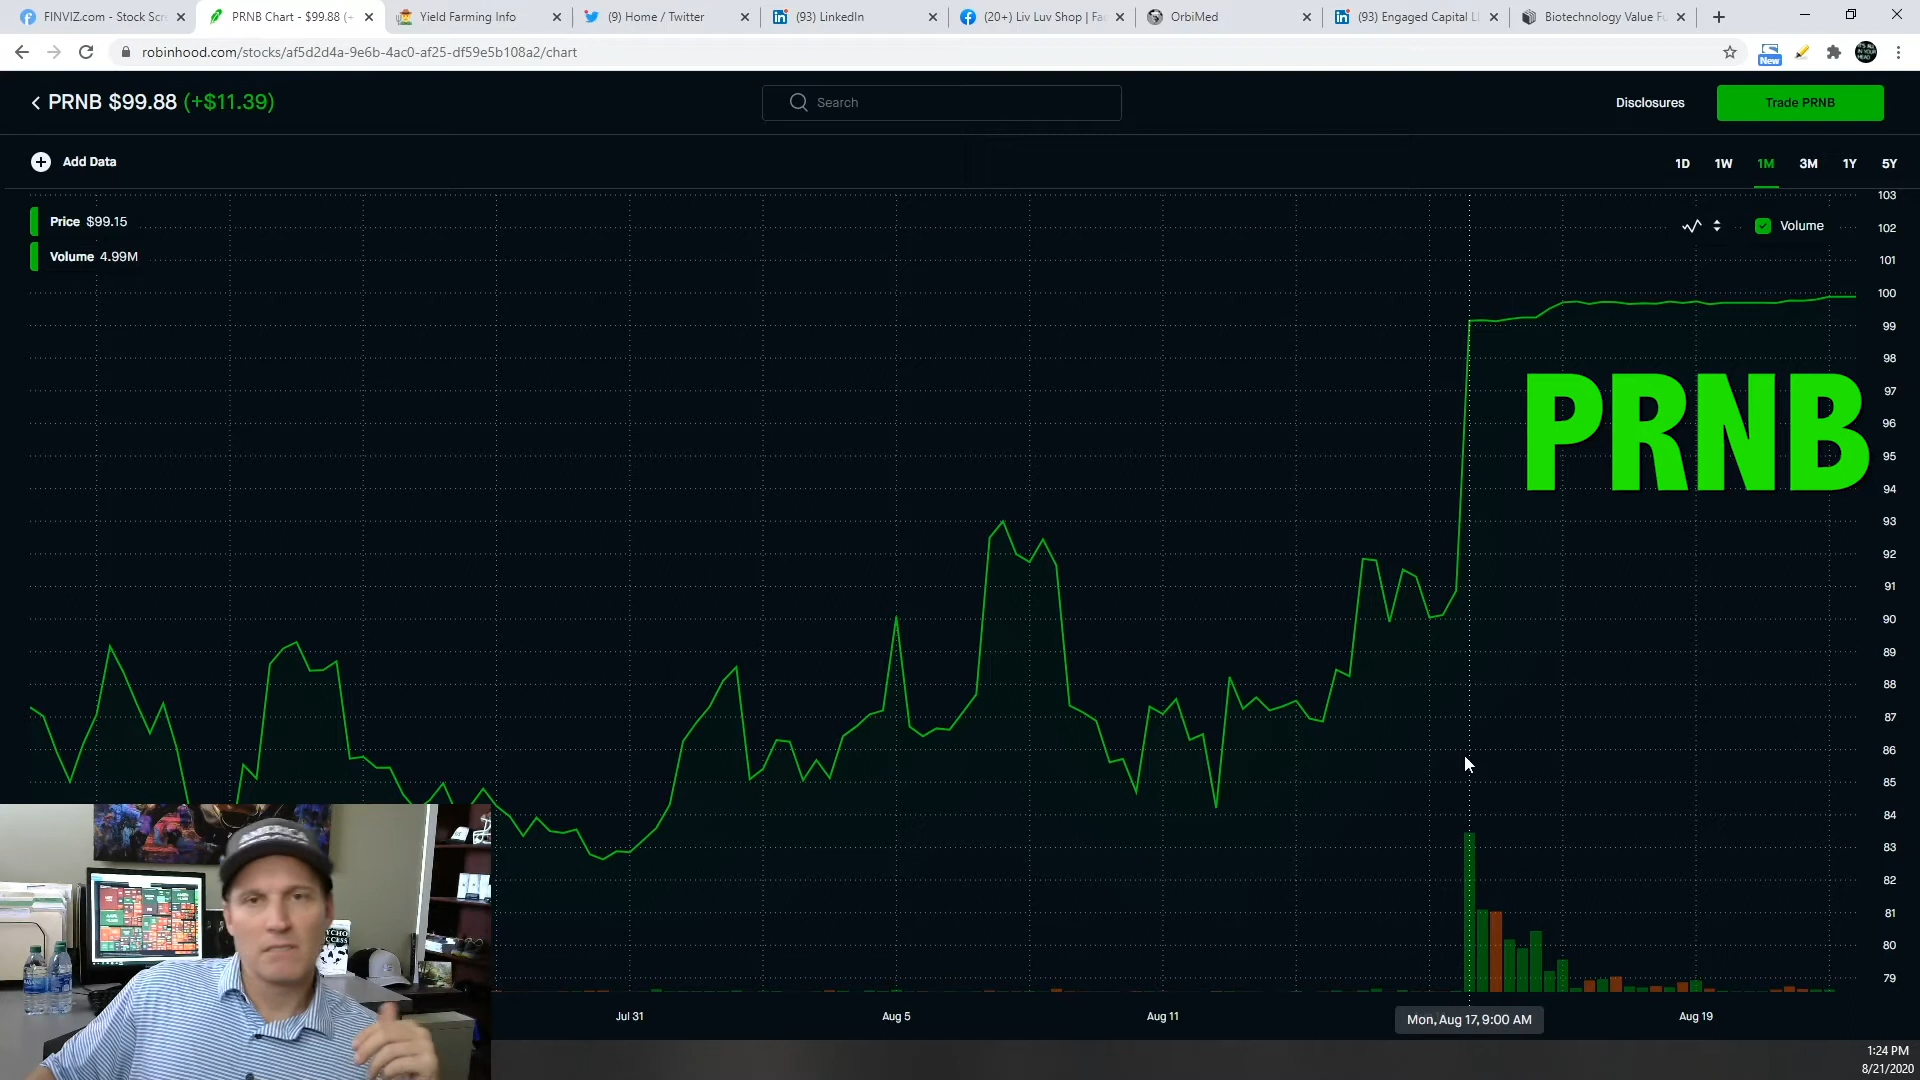 FINVIZ.com - Stock Scr
PRNB Chart - $99.88 (+
Yield Farming Info
(9) Home / Twitter
(93) LinkedIn
(20+) Liv Luv Shop | Fa
OrbiMed
(93) Engaged Capital L
Biotechnology Value Fu
robinhood.com/stocks/af5d2d4a-9e6b-4ac0-af25-df59e5b108a2/chart
New
PRNB $99.88 (+$11.39)
Search
Disclosures
Trade PRNB
Add Data
1D 1W 1M 3M 1Y 5Y
Price $99.15
Volume 4.99M
Volume
103
102
101
100
99
98
97
96
95
94
93
92
91
90
89
88
87
86
85
84
83
82
81
80
79
PRNB
Jul 31
Aug 5
Aug 11
Mon, Aug 17, 9:00 AM
Aug 19
1:24 PM
8/21/2020